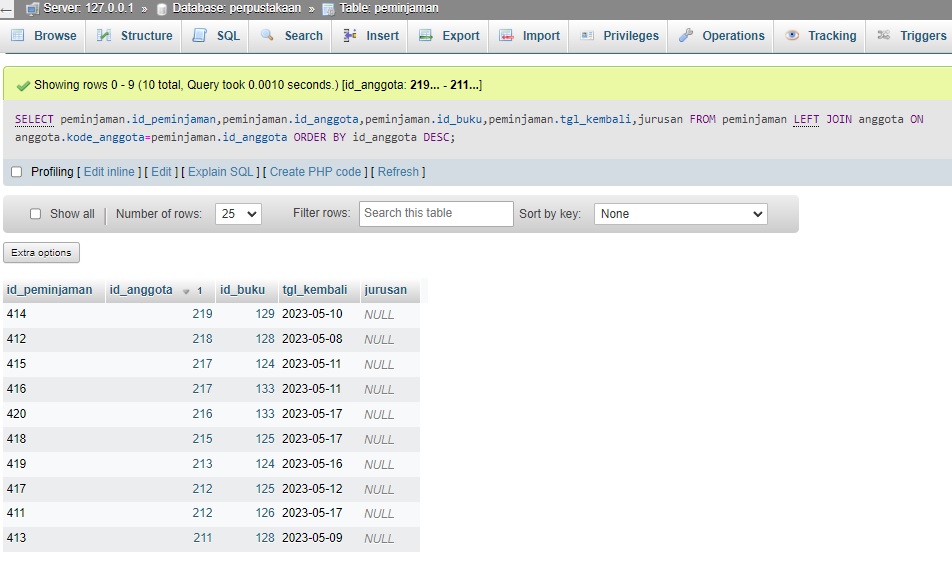 Server: 127.0.0.1 » Database: perpustakaan » Table: peminjaman
Browse Structure SQL Search Insert Export Import Privileges Operations Tracking Triggers
Showing rows 0 - 9 (10 total, Query took 0.0010 seconds.) [id_anggota: 219... - 211...]
SELECT peminjaman.id_peminjaman,peminjaman.id_anggota,peminjaman.id_buku,peminjaman.tgl_kembali,jurusan FROM peminjaman LEFT JOIN anggota ON
anggota.kode_anggota=peminjaman.id_anggota ORDER BY id_anggota DESC;
Profiling [ Edit inline ] [ Edit ] [ Explain SQL ] [ Create PHP code ] [ Refresh ]
Show all Number of rows: 25 Filter rows: Search this table Sort by key: None
Extra options
id_peminjaman id_anggota 1 id_buku tgl_kembali jurusan
414 219 129 2023-05-10 NULL
412 218 128 2023-05-08 NULL
415 217 124 2023-05-11 NULL
416 217 133 2023-05-11 NULL
420 216 133 2023-05-17 NULL
418 215 125 2023-05-17 NULL
419 213 124 2023-05-16 NULL
417 212 125 2023-05-12 NULL
411 212 126 2023-05-17 NULL
413 211 128 2023-05-09 NULL